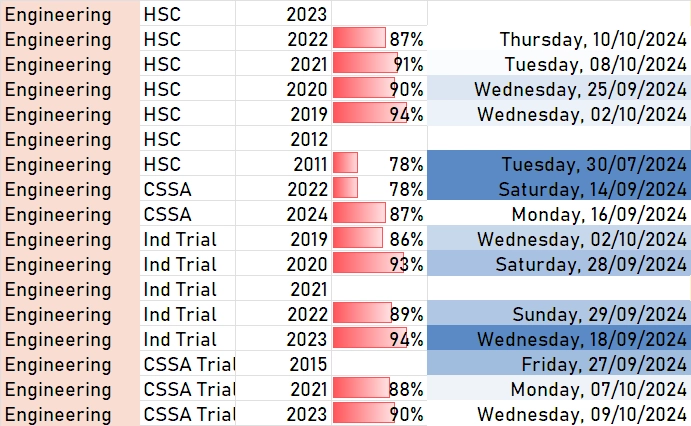 Engineering HSC 2023
Engineering HSC 2022 87% Thursday, 10/10/2024
Engineering HSC 2021 91% Tuesday, 08/10/2024
Engineering HSC 2020 90% Wednesday, 25/09/2024
Engineering HSC 2019 94% Wednesday, 02/10/2024
Engineering HSC 2012
Engineering HSC 2011 78% Tuesday, 30/07/2024
Engineering CSSA 2022 78% Saturday, 14/09/2024
Engineering CSSA 2024 87% Monday, 16/09/2024
Engineering Ind Trial 2019 86% Wednesday, 02/10/2024
Engineering Ind Trial 2020 93% Saturday, 28/09/2024
Engineering Ind Trial 2021
Engineering Ind Trial 2022 89% Sunday, 29/09/2024
Engineering Ind Trial 2023 94% Wednesday, 18/09/2024
Engineering CSSA Trial 2015 Friday, 27/09/2024
Engineering CSSA Trial 2021 88% Monday, 07/10/2024
Engineering CSSA Trial 2023 90% Wednesday, 09/10/2024